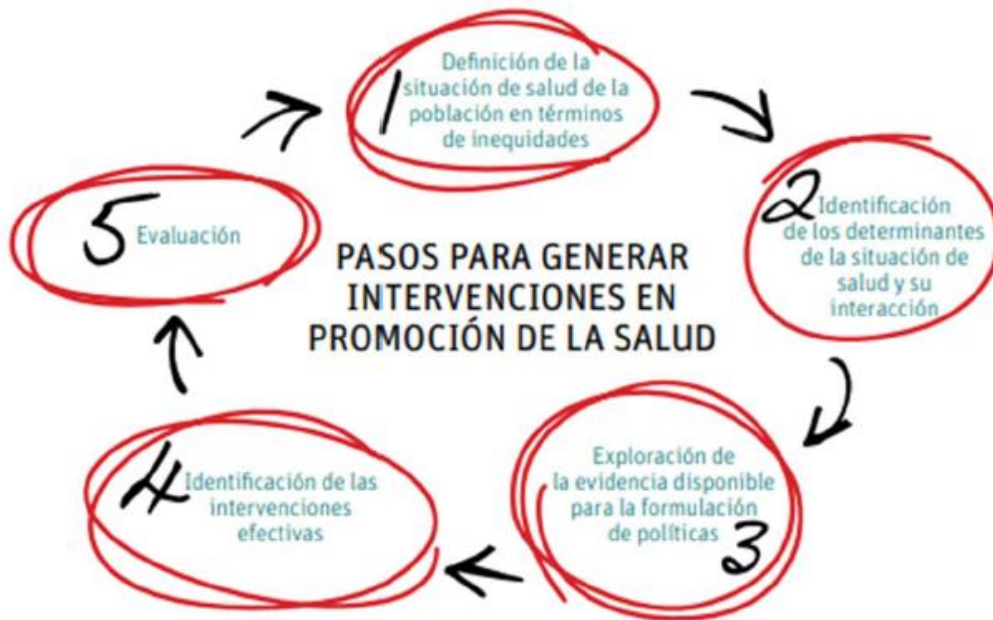 PASOS PARA GENERAR
INTERVENCIONES EN
PROMOCIÓN DE LA SALUD
1
Definición de la
situación de salud de la
población en términos
de inequidades
2
Identificación
de los determinantes
de la situación de
salud y su
interacción
Exploración de
la evidencia disponible
para la formulación
de políticas
3
4
Identificación de las
intervenciones
efectivas
5
Evaluación